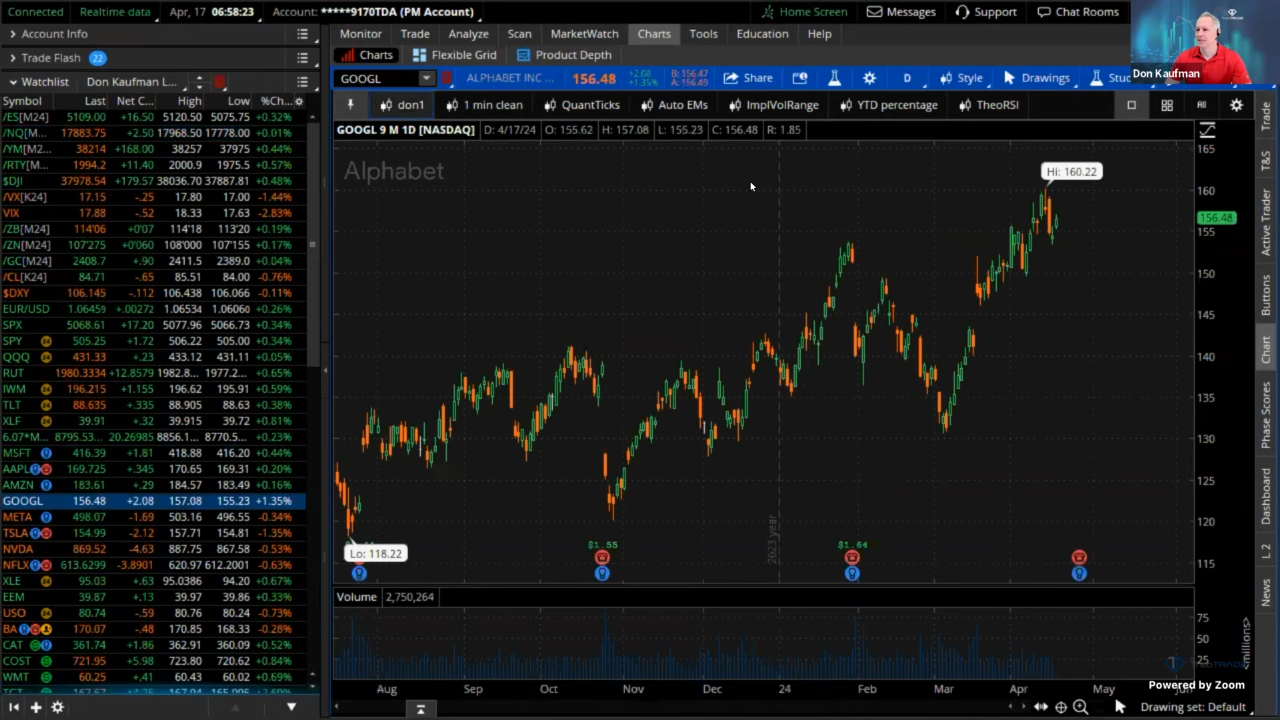 Connected Realtime data Apr, 17 06:58:23 Account: *****9170TDA (PM Account) Home Screen Messages Support Chat Rooms
Don Kaufman
Account Info
Trade Flash 22
Watchlist Don Kaufman L...
Symbol Last Net C... High Low %Ch...
/ES[M24] 5109.00 +16.50 5120.50 5075.75 +0.32%
/NQ[M... 17883.75 +2.50 17968.50 17778.00 +0.01%
/YM[M2... 38214 +168.00 38257 37975 +0.44%
/RTY[M... 1994.2 +11.40 2000.9 1975.5 +0.57%
$DJI 37978.54 +179.57 38036.70 37887.81 +0.48%
/VX[K24] 17.15 -.25 17.80 17.00 -1.44%
VIX 17.88 -.52 18.33 17.63 -2.83%
/ZB[M24] 114'06 +0'07 114'28 113'20 +0.19%
/ZN[M24] 107'275 +0'060 108'000 107'155 +0.17%
/GC[M24] 2408.7 +.90 2411.5 2389.0 +0.04%
/CL[K24] 84.71 -.65 85.51 84.00 -0.76%
$DXY 106.145 -.112 106.438 106.066 -0.11%
EUR/USD 1.06459 +.00272 1.06534 1.06060 +0.26%
SPX 5068.61 +17.20 5077.96 5066.73 +0.34%
SPY 505.25 +1.72 506.22 505.00 +0.34%
QQQ 431.33 +.23 433.12 431.11 +0.05%
RUT 1980.3334 +12.8579 1982.8... 1977.2... +0.65%
IWM 196.215 +1.155 196.62 195.91 +0.59%
TLT 88.635 +.335 88.905 88.63 +0.38%
XLF 39.91 +.32 39.915 39.72 +0.81%
6.07*M... 8795.53... 20.26985 8856.1... 8770.5... +0.23%
MSFT 416.39 +1.81 418.88 416.20 +0.44%
AAPL 169.725 +.345 170.65 169.31 +0.20%
AMZN 183.61 +.29 184.57 183.49 +0.16%
GOOGL 156.48 +2.08 157.08 155.23 +1.35%
META 498.07 -1.69 503.16 496.55 -0.34%
TSLA 154.99 -2.12 157.71 154.81 -1.35%
NVDA 869.52 -4.63 887.75 867.58 -0.53%
NFLX 613.6299 -3.8901 620.97 612.2001 -0.63%
XLE 95.03 +.63 95.0386 94.20 +0.67%
EEM 39.87 +.13 39.97 39.86 +0.33%
USO 80.74 -.59 80.76 80.24 -0.73%
BA 170.07 -.48 170.85 168.33 -0.28%
CAT 361.74 +1.86 362.91 360.09 +0.52%
COST 721.95 +5.98 723.80 720.62 +0.84%
WMT 60.25 +.41 60.43 60.02 +0.69%
Monitor Trade Analyze Scan MarketWatch Charts Tools Education Help
Charts Flexible Grid Product Depth
GOOGL ALPHABET INC ... 156.48 +2.08 +1.35% B: 156.47 A: 156.49 Share D Style Drawings Stuc
don1 1 min clean QuantTicks Auto EMs ImplVolRange YTD percentage TheoRSI All
GOOGL 9 M 1D [NASDAQ] D: 4/17/24 O: 155.62 H: 157.08 L: 155.23 C: 156.48 R: 1.85
Alphabet
Hi: 160.22
165
160
156.48
155
150
145
140
135
130
125
120
115
2023 year
Lo: 118.22
$1.55 $1.64
Volume 2,750,264
75
50
25
<millions>
Aug Sep Oct Nov Dec 24 Feb Mar Apr May Jun
Powered by Zoom
Drawing set: Default
Trade
T&S
Active Trader
Buttons
Chart
Phase Scores
Dashboard
L 2
News